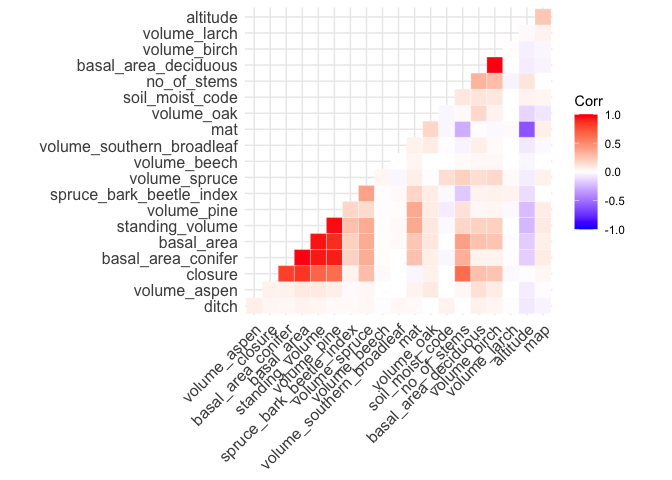 altitude
volume_larch
volume_birch
basal_area_deciduous
no_of_stems
soil_moist_code
volume_oak
mat
volume_southern_broadleaf
volume_beech
volume_spruce
spruce_bark_beetle_index
volume_pine
standing_volume
basal_area
basal_area_conifer
closure
volume_aspen
ditch
volume_aspen
closure
basal_area_conifer
basal_area
standing_volume
volume_pine
spruce_bark_beetle_index
volume_spruce
volume_beech
volume_southern_broadleaf
mat
volume_oak
soil_moist_code
no_of_stems
basal_area_deciduous
volume_birch
volume_larch
altitude
map
Corr
1.0
0.5
0.0
-0.5
-1.0